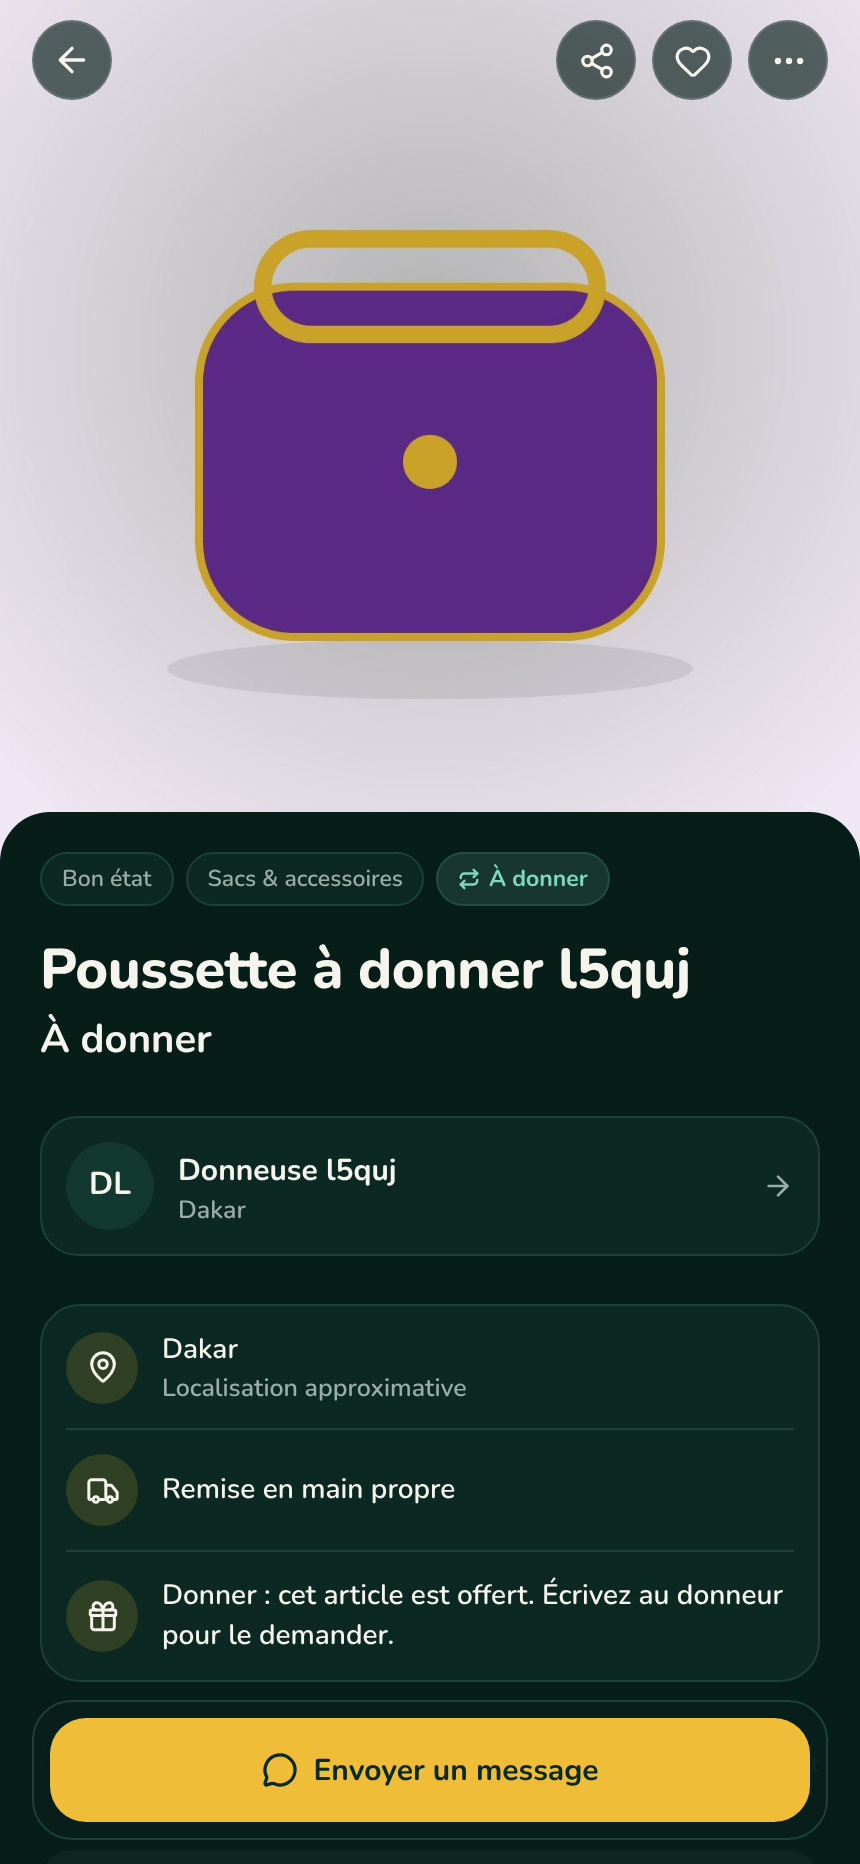 Bon état
Sacs & accessoires
À donner
Poussette à donner l5quj
À donner
DL
Donneuse l5quj
Dakar
Dakar
Localisation approximative
Remise en main propre
Donner : cet article est offert. Écrivez au donneur
pour le demander.
Envoyer un message